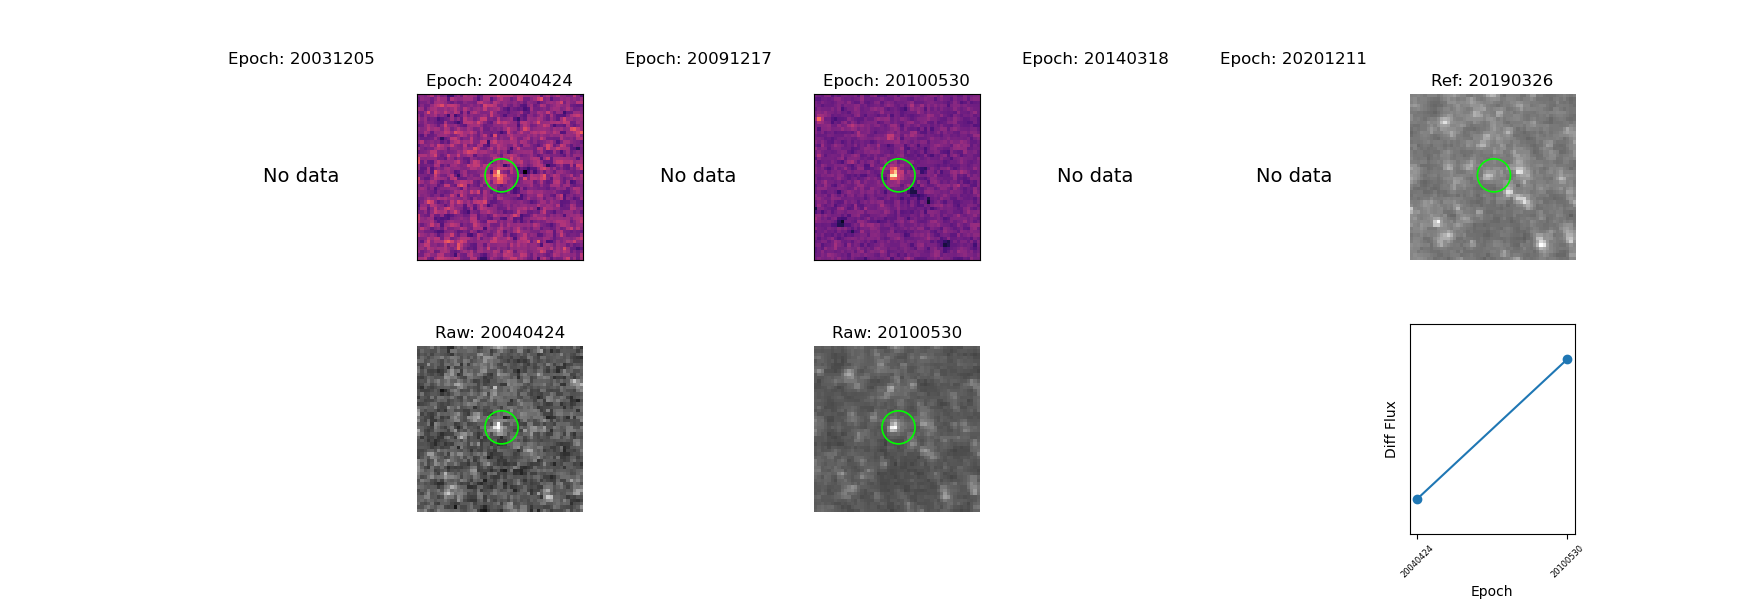 Epoch: 20031205
Epoch: 20040424
Epoch: 20091217
Epoch: 20100530
Epoch: 20140318
Epoch: 20201211
Ref: 20190326
No data
No data
No data
No data
Raw: 20040424
Raw: 20100530
Diff Flux
20040424
20100530
Epoch